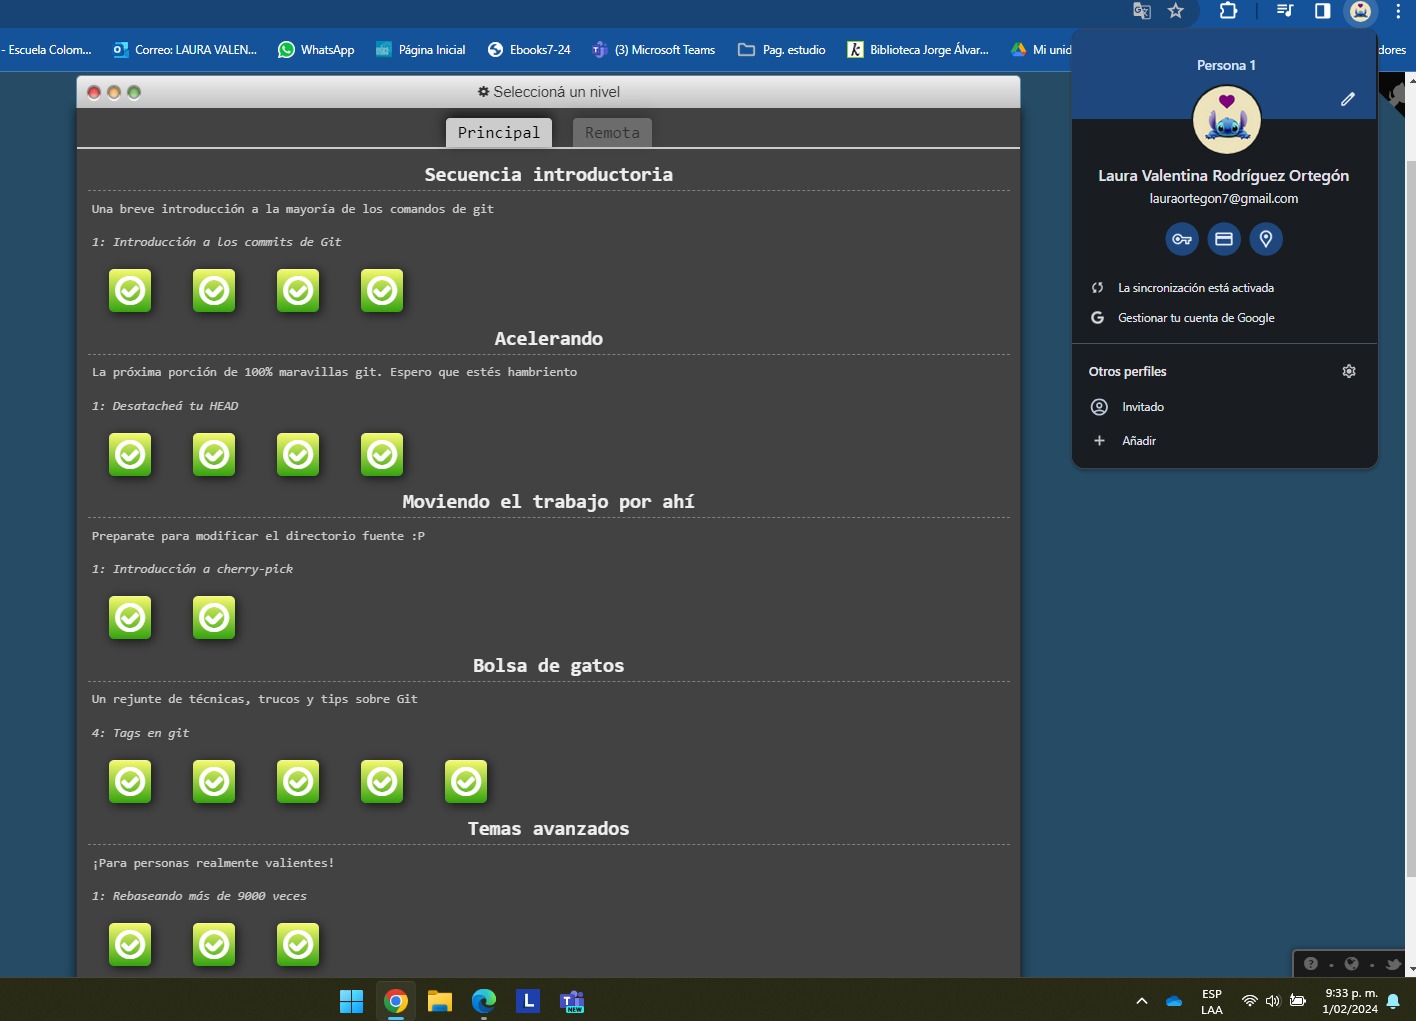 - Escuela Colom...
Correo: LAURA VALEN...
WhatsApp
Página Inicial
Ebooks7-24
(3) Microsoft Teams
Pag. estudio
k
Biblioteca Jorge Álvar...
Mi unid
dores
Seleccioná un nivel
Principal
Remota
Secuencia introductoria
Una breve introducción a la mayoría de los comandos de git
1: Introducción a los commits de Git
Acelerando
La próxima porción de 100% maravillas git. Espero que estés hambriento
1: Desatacheá tu HEAD
Moviendo el trabajo por ahí
Preparate para modificar el directorio fuente :P
1: Introducción a cherry-pick
Bolsa de gatos
Un rejunte de técnicas, trucos y tips sobre Git
4: Tags en git
Temas avanzados
¡Para personas realmente valientes!
1: Rebaseando más de 9000 veces
Persona 1
Laura Valentina Rodríguez Ortegón
lauraortegon7@gmail.com
La sincronización está activada
G Gestionar tu cuenta de Google
Otros perfiles
Invitado
+ Añadir
?
L
T
NEW
ESP
LAA
9:33 p. m.
1/02/2024